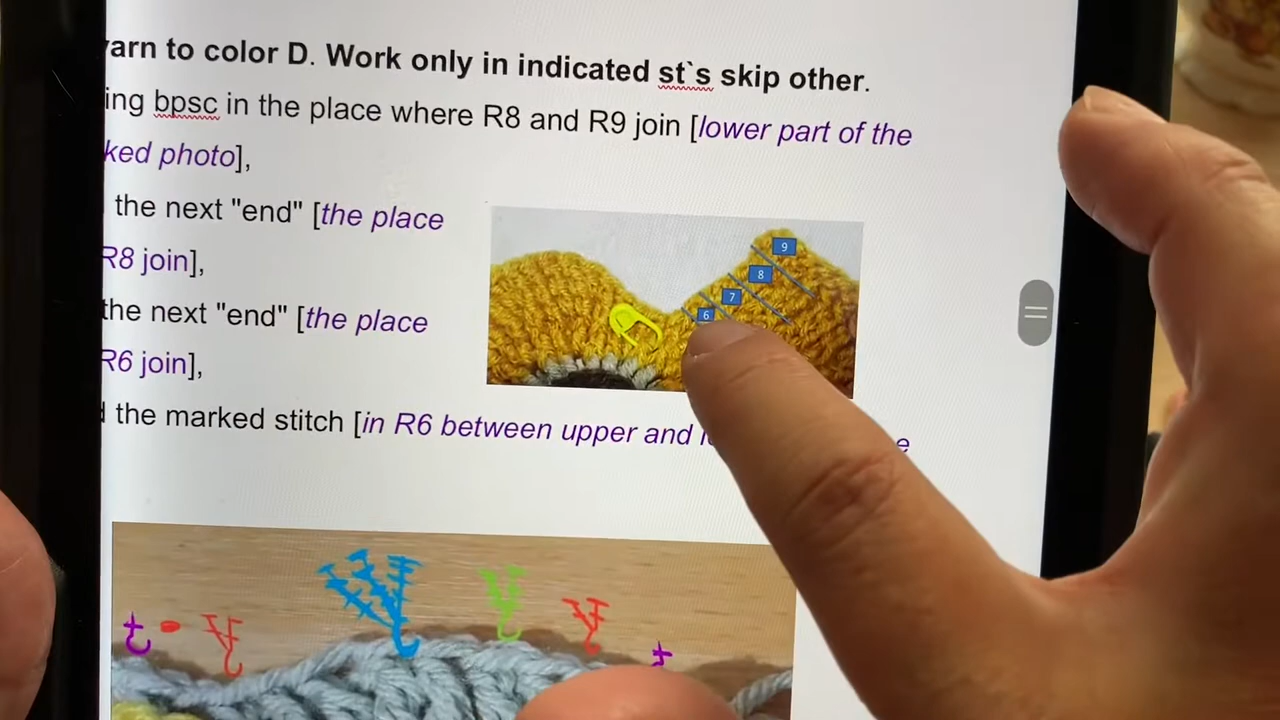 arn to color D. Work only in indicated st`s skip other.
ing bpsc in the place where R8 and R9 join [lower part of the
ked photo],
the next "end" [the place
R8 join],
the next "end" [the place
R6 join],
the marked stitch [in R6 between upper and
9
8
7
6